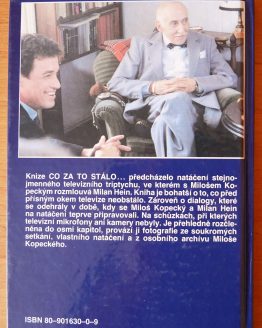 Knize CO ZA TO STÁLO... předcházelo natáčení stejno-
jmenného televizního triptychu, ve kterém s Milošem Ko-
peckým rozmlouvá Milan Hein. Kniha je bohatší o to, co před
přísným okem televize neobstálo. Zároveň o dialogy, které
se odehrály v době, kdy se Miloš Kopecký a Milan Hein
na natáčení teprve připravovali. Na schůzkách, při kterých
televizní mikrofony ani kamery nebyly. Je přehledně rozčle-
něna do osmi kapitol, provází ji fotografie ze soukromých
setkání, vlastního natáčení a z osobního archívu Miloše
Kopeckého.
ISBN 80-901630-0-9